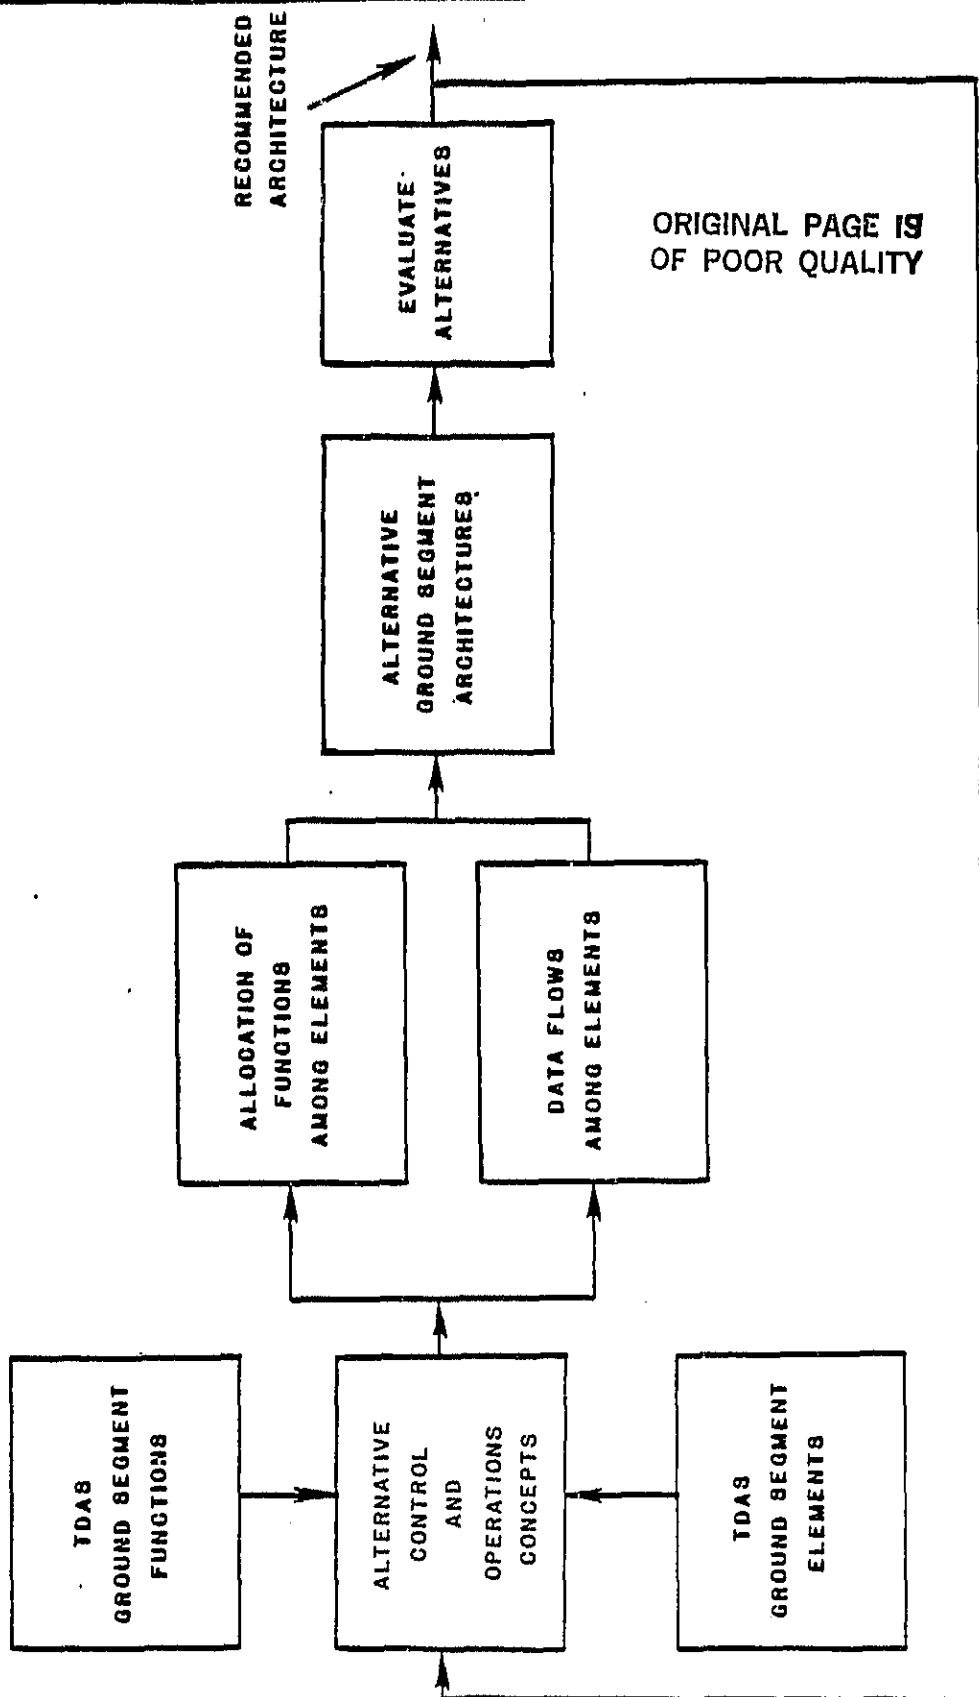 TDAS
GROUND SEGMENT
FUNCTIONS
ALTERNATIVE
CONTROL
AND
OPERATIONS
CONCEPTS
TDAS
GROUND SEGMENT
ELEMENTS
ALLOCATION OF
FUNCTIONS
AMONG ELEMENTS
DATA FLOWS
AMONG ELEMENTS
ALTERNATIVE
GROUND SEGMENT
ARCHITECTURES
EVALUATE
ALTERNATIVES
RECOMMENDED
ARCHITECTURE
ORIGINAL PAGE IS
OF POOR QUALITY